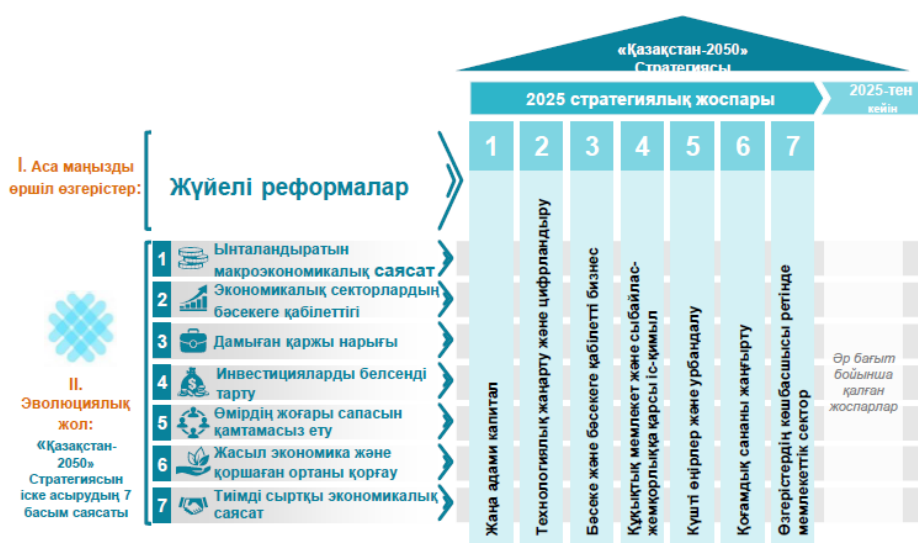 «Қазақстан-2050»
Стратегиясы
2025 стратегиялық жоспары
2025-тен
кейін
I. Аса маңызды
өршіл өзгерістер:
Жүйелі реформалар
1
2
3
4
5
6
7
Жаңа адами капитал
Технологиялық жаңарту және цифрландыру
Бәсеке және бәсекеге қабілетті бизнес
Құқықтық мемлекет және сыбайлас-
жемқорлыққа қарсы іс-қимыл
Күшті өңірлер және урбандалу
Қоғамдық сананы жаңғырту
Өзгерістердің көшбасшысы ретінде
мемлекеттік сектор
II.
Эволюциялық
жол:
«Қазақстан-
2050»
Стратегиясын
іске асырудың 7
басым саясаты
1
Ынталандыратын
макроэкономикалық саясат
2
Экономикалық секторлардың
бәсекеге қабілеттігі
3
Дамыған қаржы нарығы
4
Инвестицияларды белсенді
тарту
5
Өмірдің жоғары сапасын
қамтамасыз ету
6
Жасыл экономика және
қоршаған ортаны қорғау
7
Тиімді сыртқы экономикалық
саясат
Әр бағыт
бойынша
қалған
жоспарлар